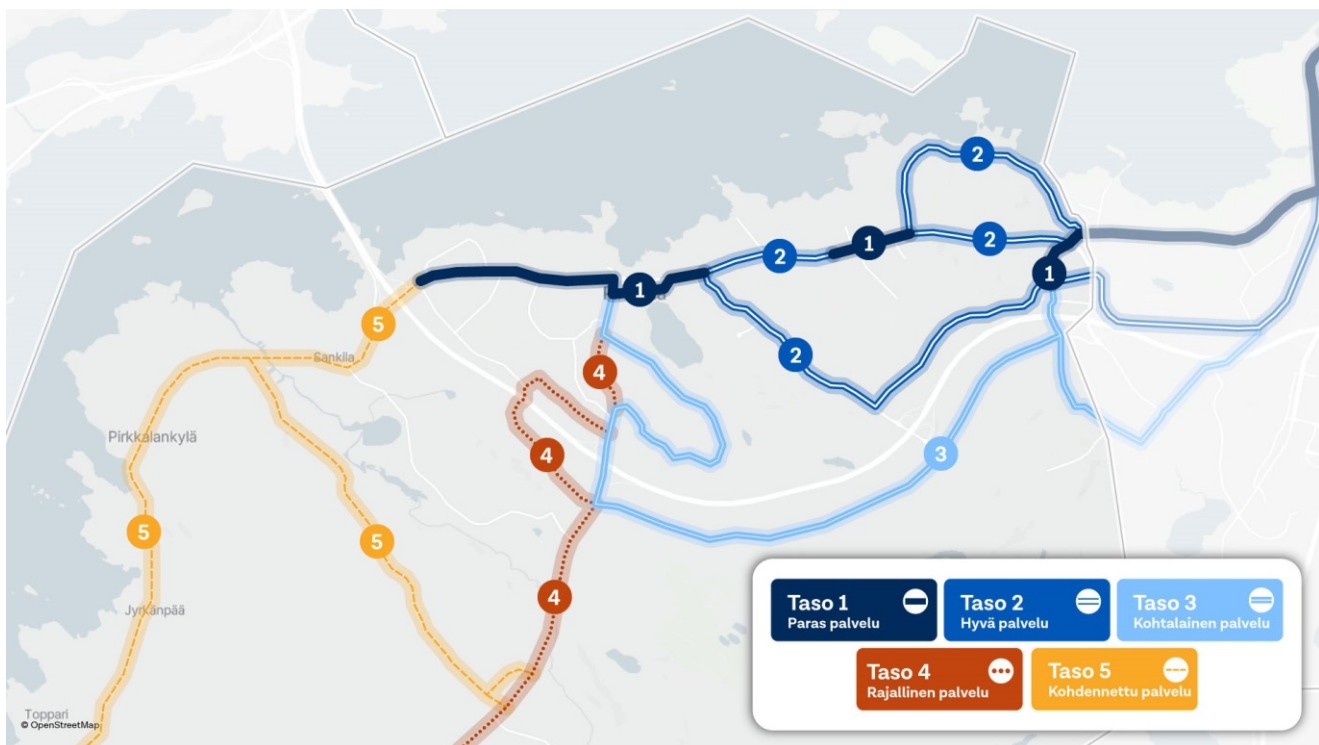 2
2
1
2
1
1
5
4
2
Sankila
Pirkkalankylä
4
3
5
5
4
Jyrkänpää
Toppari
© OpenStreetMap
Taso 1
Paras palvelu
Taso 2
Hyvä palvelu
Taso 3
Kohtalainen palvelu
Taso 4
Rajallinen palvelu
Taso 5
Kohdennettu palvelu